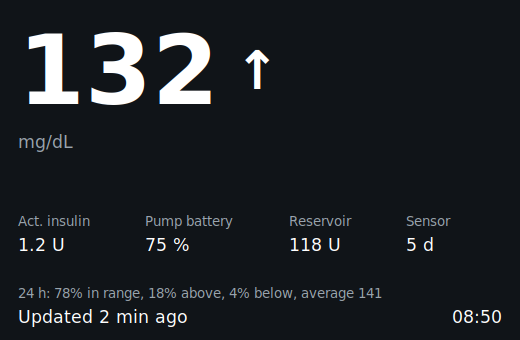 132 ↑
mg/dL
Act. insulin Pump battery Reservoir Sensor
1.2 U 75 % 118 U 5 d
24 h: 78% in range, 18% above, 4% below, average 141
Updated 2 min ago 08:50